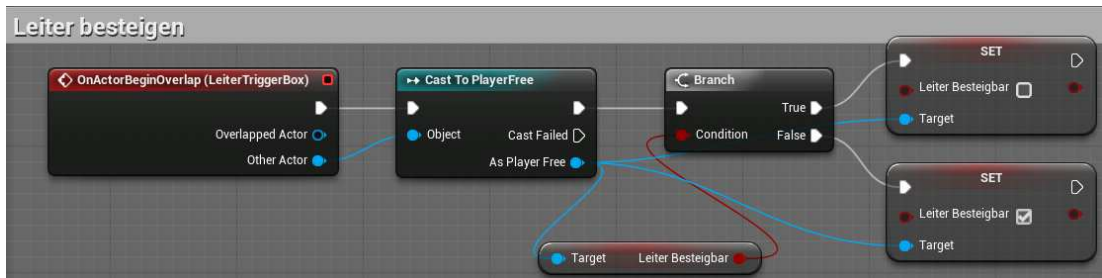 Leiter besteigen
OnActorBeginOverlap (LeiterTriggerBox)
Overlapped Actor
Other Actor
Cast To PlayerFree
Object
Cast Failed
As Player Free
Branch
True
Condition
False
SET
Leiter Besteigbar
Target
SET
Leiter Besteigbar
Target
Target
Leiter Besteigbar